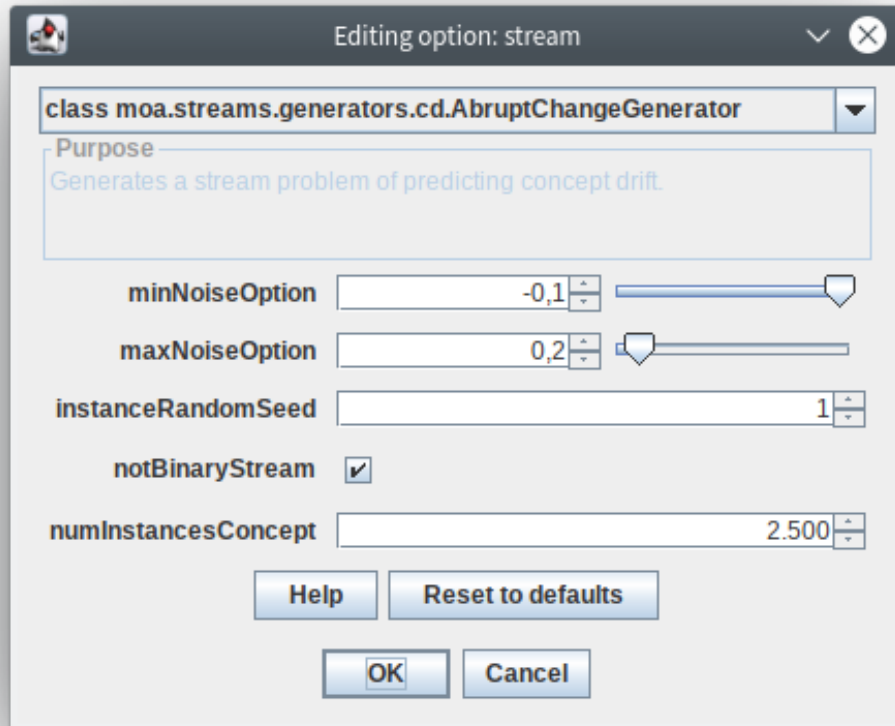 Editing option: stream
class moa.streams.generators.cd.AbruptChangeGenerator
Purpose
Generates a stream problem of predicting concept drift.
minNoiseOption -0,1
maxNoiseOption 0,2
instanceRandomSeed 1
notBinaryStream
numInstancesConcept 2.500
Help Reset to defaults
OK Cancel